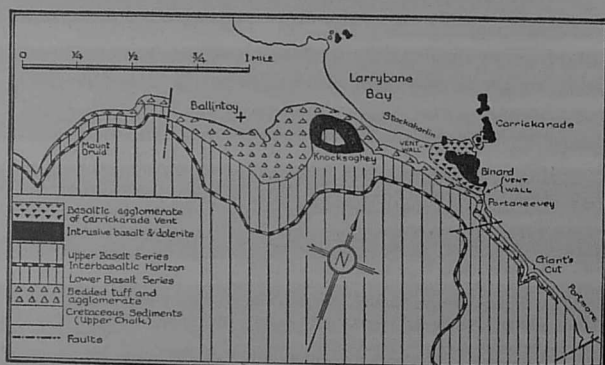 0 1/4 1/2 3/4 1 MILE
Larrybane
Bay
Ballintoy
Stackaharlin
Carrickarade
VENT
WALL
Mount
Druid
Knocksoghey
Binard
VENT
WALL
Portaneevey
Giant's
Cut
Portmore
N
Basaltic agglomerate
of Carrickarade Vent
Intrusive basalt & dolerite
Upper Basalt Series
Interbasaltic Horizon
Lower Basalt Series
Bedded tuff and
agglomerate
Cretaceous Sediments
(Upper Chalk)
Faults